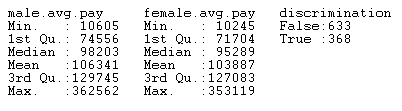 male.avg.pay female.avg.pay discrimination
Min. : 10605 Min. : 10245 False:633
1st Qu.: 74556 1st Qu.: 71704 True :368
Median : 98203 Median : 95289
Mean :106341 Mean :103887
3rd Qu.:129745 3rd Qu.:127083
Max. :362562 Max. :353119